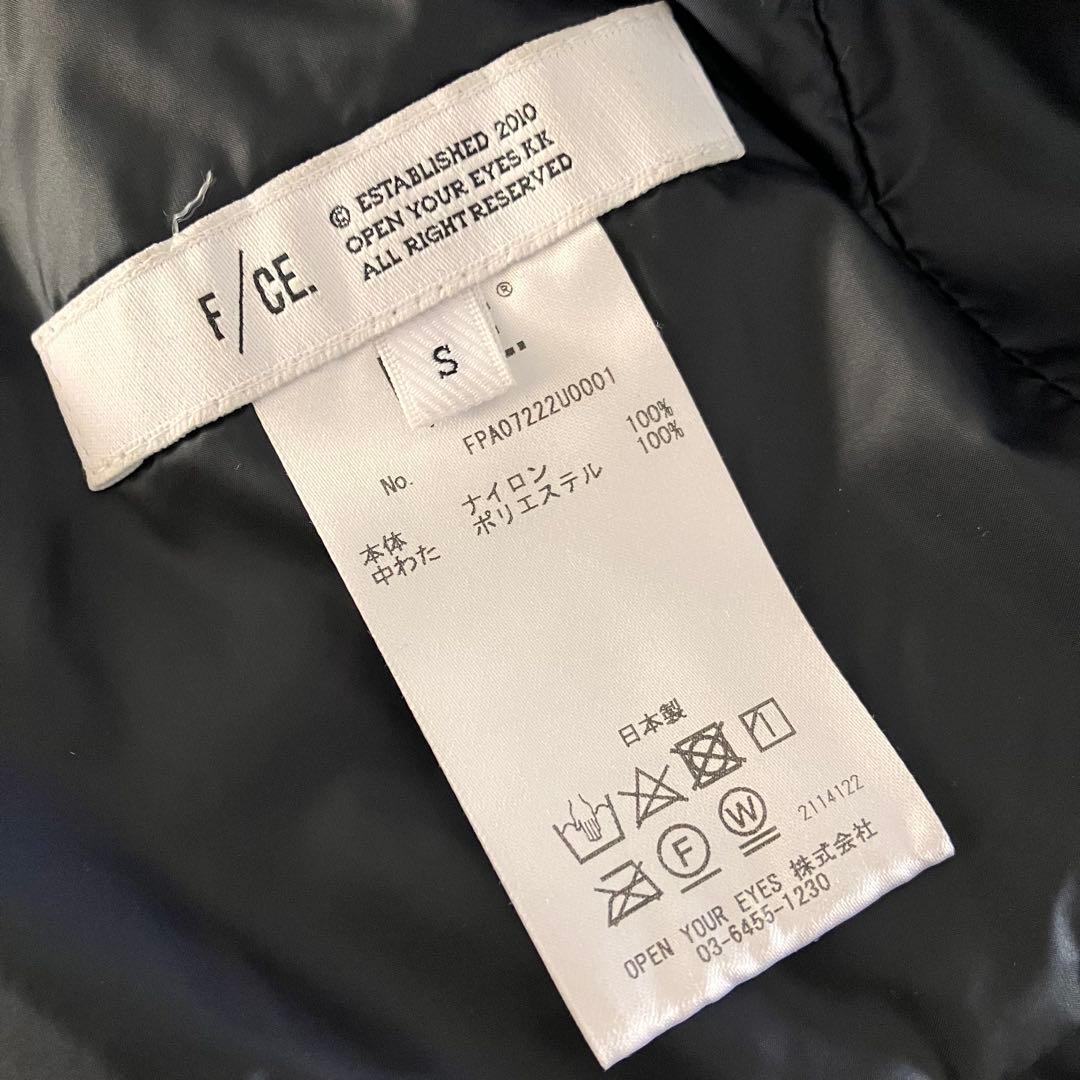 © ESTABLISHED 2010
OPEN YOUR EYES KK
ALL RIGHT RESERVED
F/CE.
S
®
No. FPA07222U0001
本体 ナイロン 100%
中わた ポリエステル 100%
日本製
F
W
2114122
OPEN YOUR EYES 株式会社
03-6455-1230